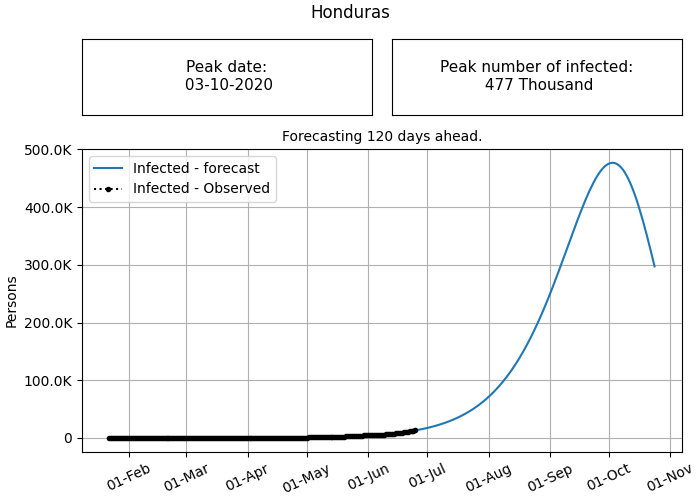 Honduras
Peak date:
03-10-2020
Peak number of infected:
477 Thousand
Forecasting 120 days ahead.
500.0K
400.0K
300.0K
200.0K
100.0K
0
Persons
Infected - forecast
Infected - Observed
01-Feb
01-Mar
01-Apr
01-May
01-Jun
01-Jul
01-Aug
01-Sep
01-Oct
01-Nov